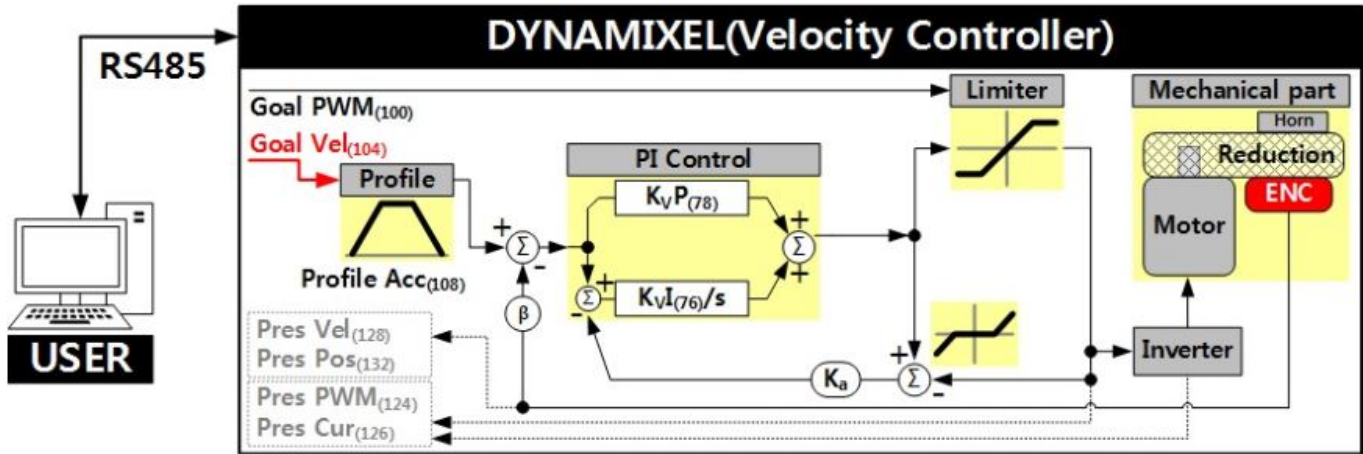 DYNAMIXEL(Velocity Controller)
RS485
Goal PWM(100)
Limiter
Mechanical part
Horn
Goal Vel(104)
Profile
PI Control
Reduction
KVP(78)
ENC
Motor
+
-
Σ
+
+
Σ
Profile Acc(108)
+
-
Σ
KVI(76)/s
β
Pres Vel(128)
Pres Pos(132)
Pres PWM(124)
Pres Cur(126)
Ka
+
-
Σ
Inverter
USER